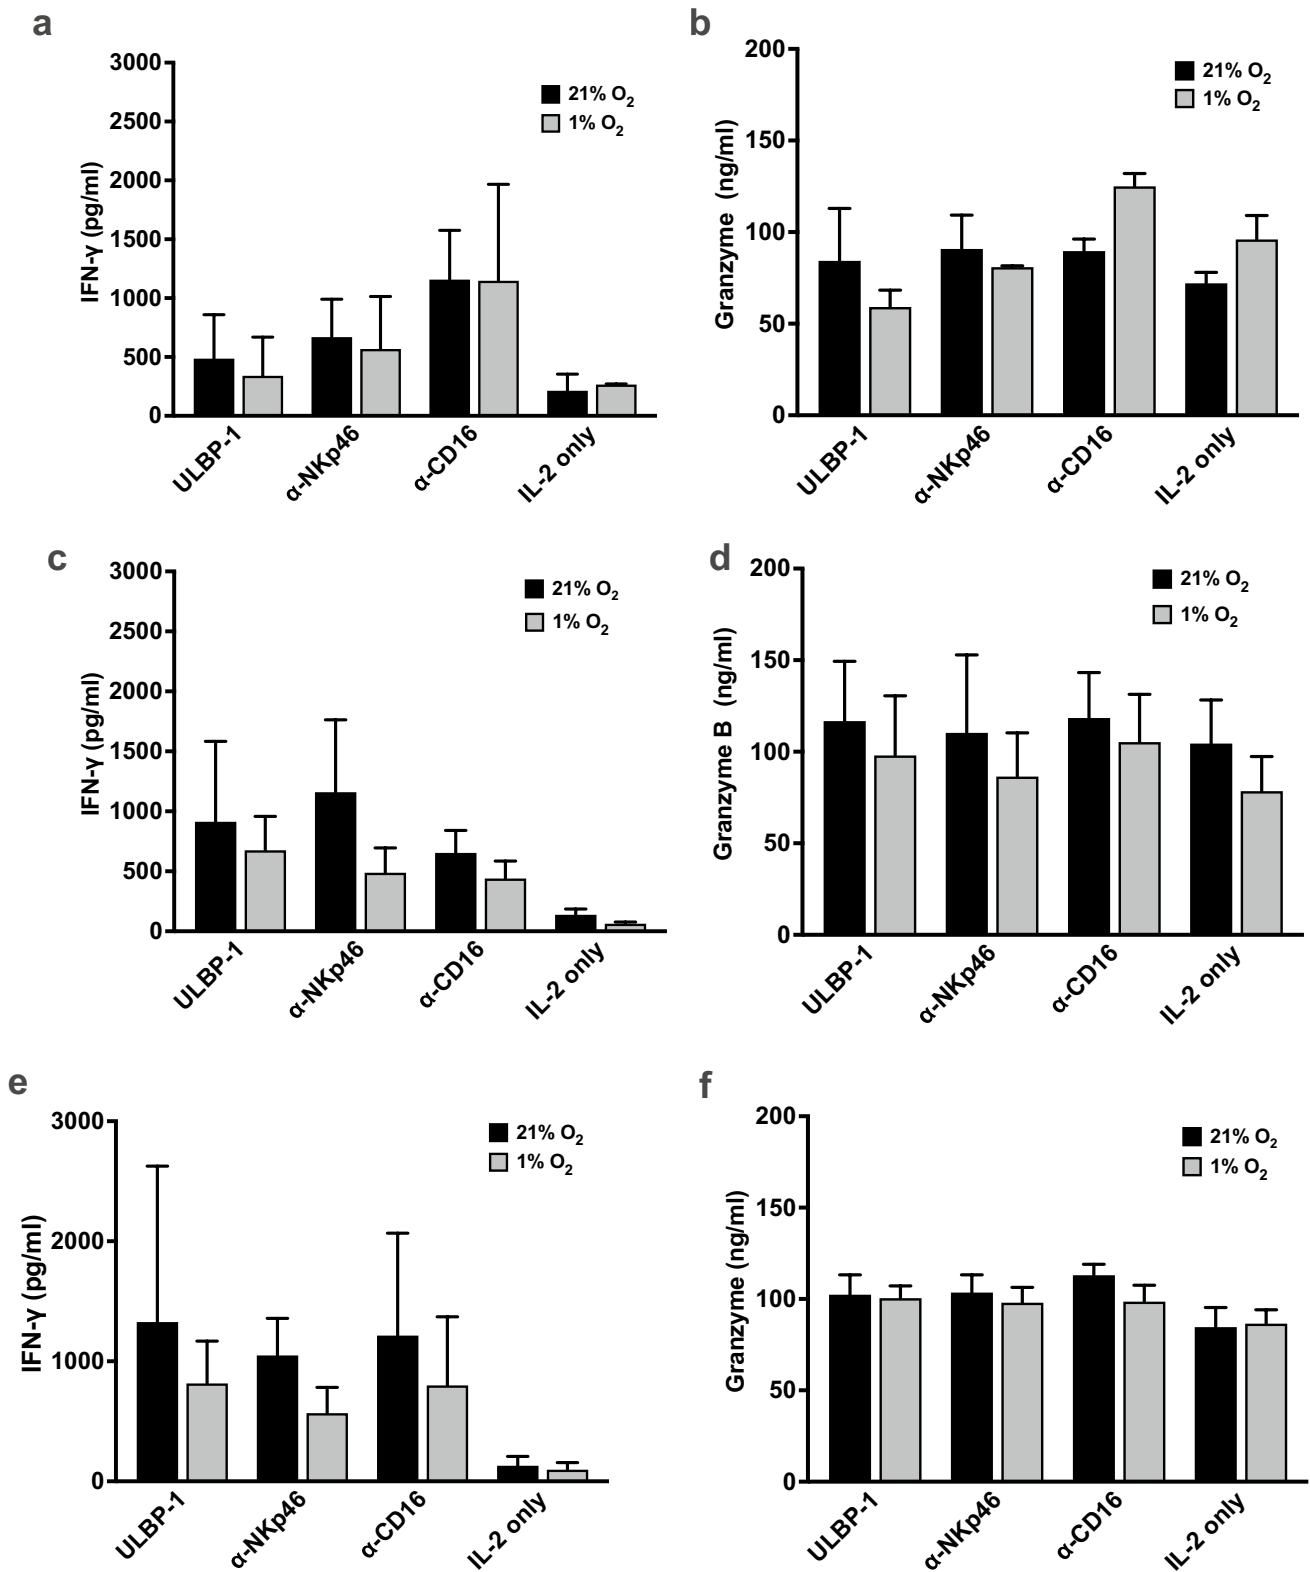 a
3000
2500
2000
1500
1000
500
0
IFN-γ (pg/ml)
21% O2
1% O2
ULBP-1
α-NKp46
α-CD16
IL-2 only
b
200
150
100
50
0
Granzyme (ng/ml)
21% O2
1% O2
ULBP-1
α-NKp46
α-CD16
IL-2 only
c
3000
2500
2000
1500
1000
500
0
IFN-γ (pg/ml)
21% O2
1% O2
ULBP-1
α-NKp46
α-CD16
IL-2 only
d
200
150
100
50
0
Granzyme B (ng/ml)
21% O2
1% O2
ULBP-1
α-NKp46
α-CD16
IL-2 only
e
3000
2000
1000
0
IFN-γ (pg/ml)
21% O2
1% O2
ULBP-1
α-NKp46
α-CD16
IL-2 only
f
200
150
100
50
0
Granzyme (ng/ml)
21% O2
1% O2
ULBP-1
α-NKp46
α-CD16
IL-2 only